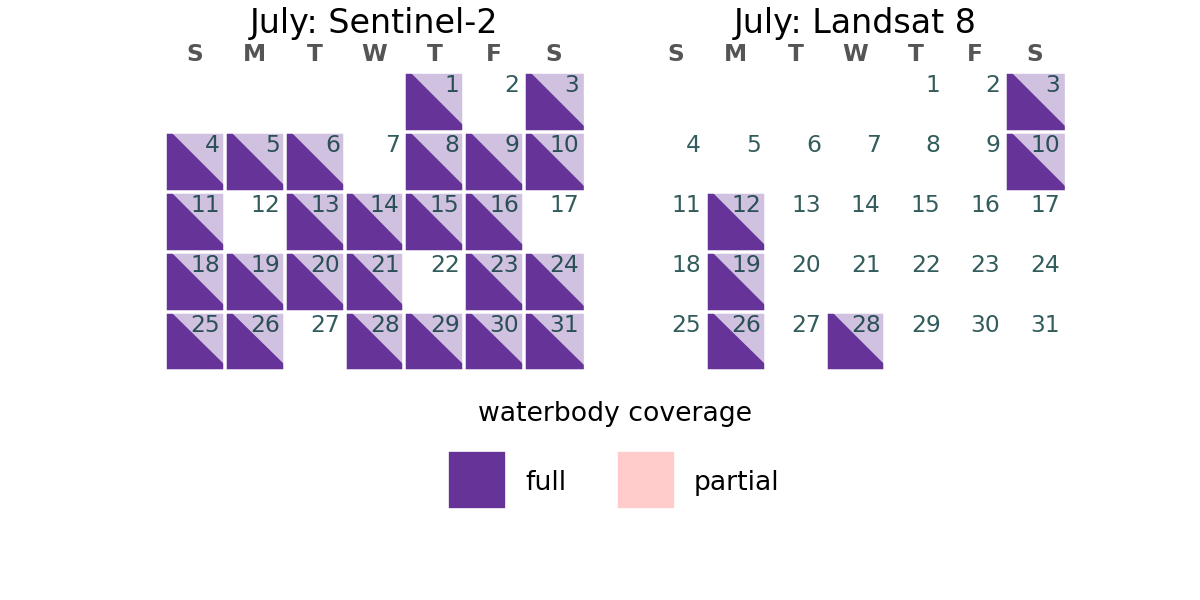 July: Sentinel-2
S M T W T F S
1 2 3
4 5 6 7 8 9 10
11 12 13 14 15 16 17
18 19 20 21 22 23 24
25 26 27 28 29 30 31
July: Landsat 8
S M T W T F S
1 2 3
4 5 6 7 8 9 10
11 12 13 14 15 16 17
18 19 20 21 22 23 24
25 26 27 28 29 30 31
waterbody coverage
full partial